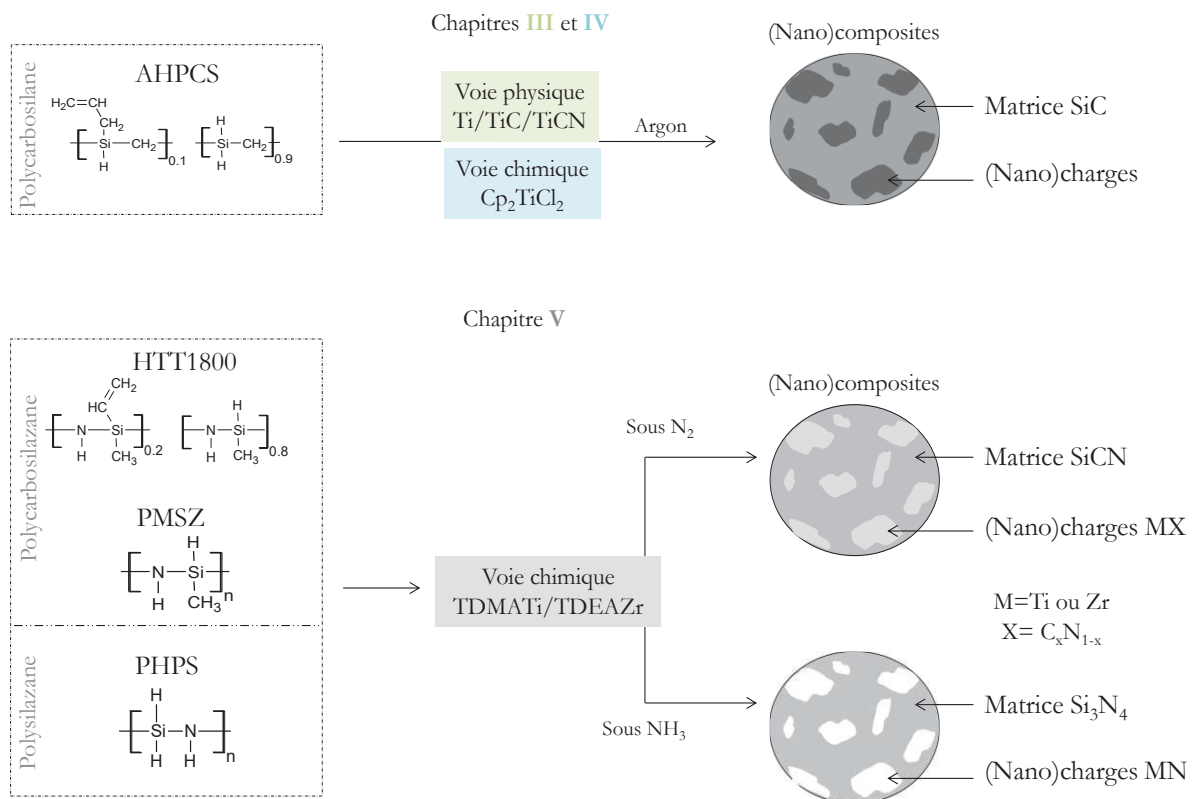 Chapitres III et IV
Polycarbosilane
AHPCS
H₂C=CH
CH₂
[Si CH₂]0.1
H
H
[Si CH₂]0.9
H
Voie physique
Ti/TiC/TiCN
Voie chimique
Cp₂TiCl₂
Argon
(Nano)composites
Matrice SiC
(Nano)charges
Chapitre V
Polycarbosilazane
HTT1800
CH₂
HC
[N Si]0.2
H CH₃
H
[N Si]0.8
H CH₃
PMSZ
H
[N Si]n
H CH₃
Polysilazane
PHPS
H
[Si N]n
H H
Voie chimique
TDMATi/TDEAZr
Sous N₂
(Nano)composites
Matrice SiCN
(Nano)charges MX
M=Ti ou Zr
X= CₓN₁₋ₓ
Sous NH₃
Matrice Si₃N₄
(Nano)charges MN